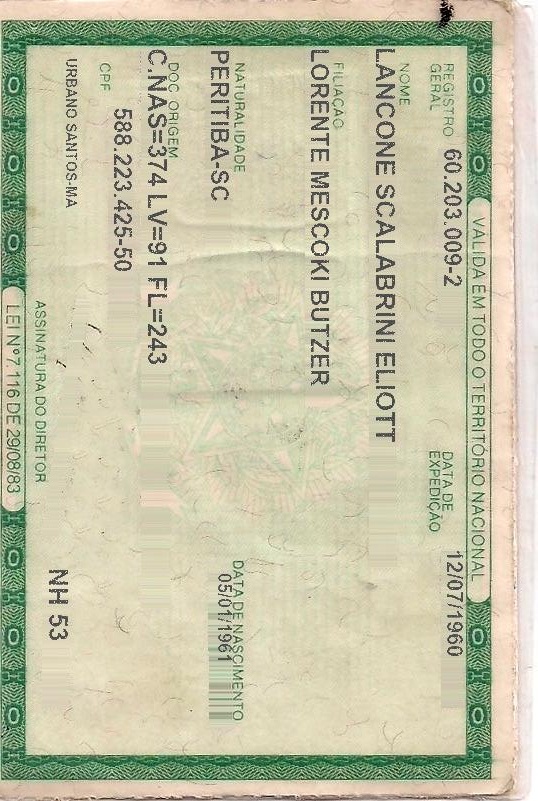 VÁLIDA EM TODO O TERRITÓRIO NACIONAL
REGISTRO GERAL 60.203.009-2 DATA DE EXPEDIÇÃO 12/07/1960
NOME
LANCONE SCALABRINI ELIOTT
FILIAÇÃO
LORENTE MESCOKI BUTZER
NATURALIDADE DATA DE NASCIMENTO
PERITIBA-SC 05/01/1961
DOC ORIGEM
C.NAS=374 LV=91 FL=243
CPF 588.223.425-50
URBANO SANTOS-MA NH 53
ASSINATURA DO DIRETOR
LEI Nº 7.116 DE 29/08/83